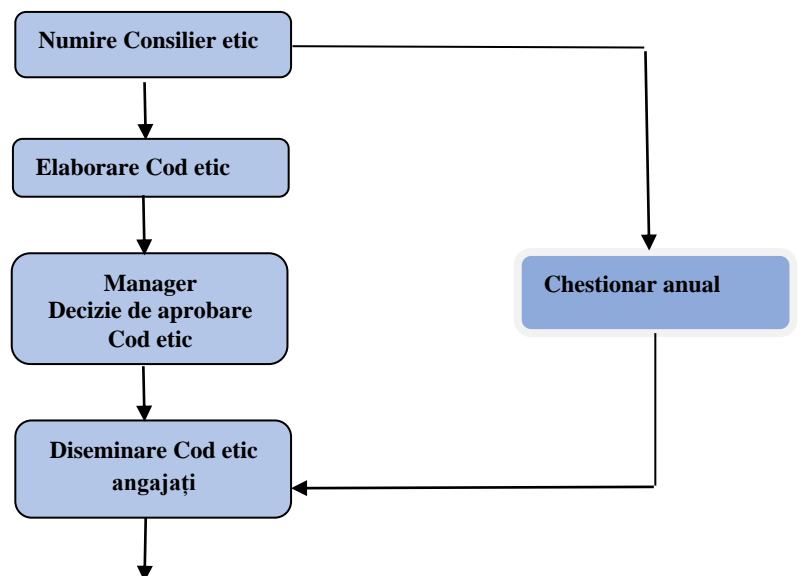 Numire Consilier etic
Elaborare Cod etic
Manager
Decizie de aprobare
Cod etic
Chestionar anual
Diseminare Cod etic
angajați